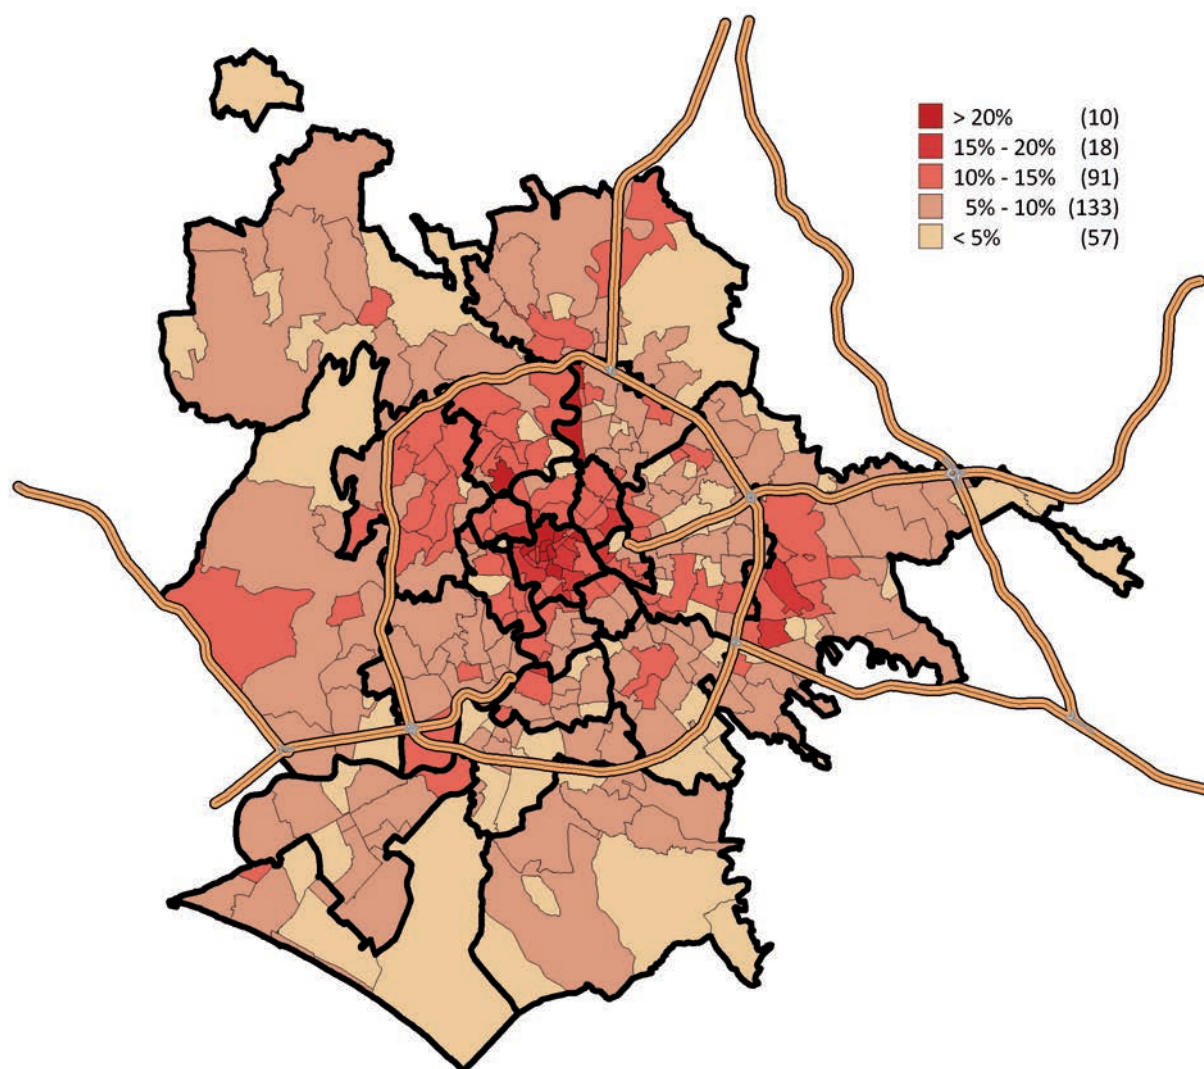 > 20% (10)
15% - 20% (18)
10% - 15% (91)
5% - 10% (133)
< 5% (57)